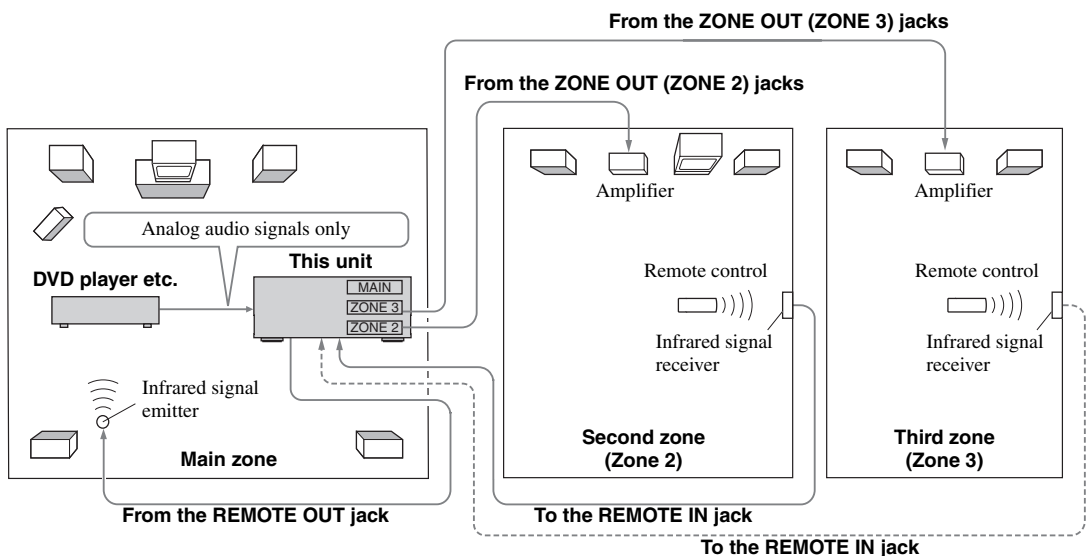 From the ZONE OUT (ZONE 3) jacks
From the ZONE OUT (ZONE 2) jacks
Amplifier
Amplifier
Analog audio signals only
This unit
DVD player etc.
MAIN
ZONE 3
ZONE 2
Remote control
Remote control
Infrared signal
receiver
Infrared signal
receiver
Infrared signal
emitter
Main zone
Second zone
(Zone 2)
Third zone
(Zone 3)
From the REMOTE OUT jack
To the REMOTE IN jack
To the REMOTE IN jack